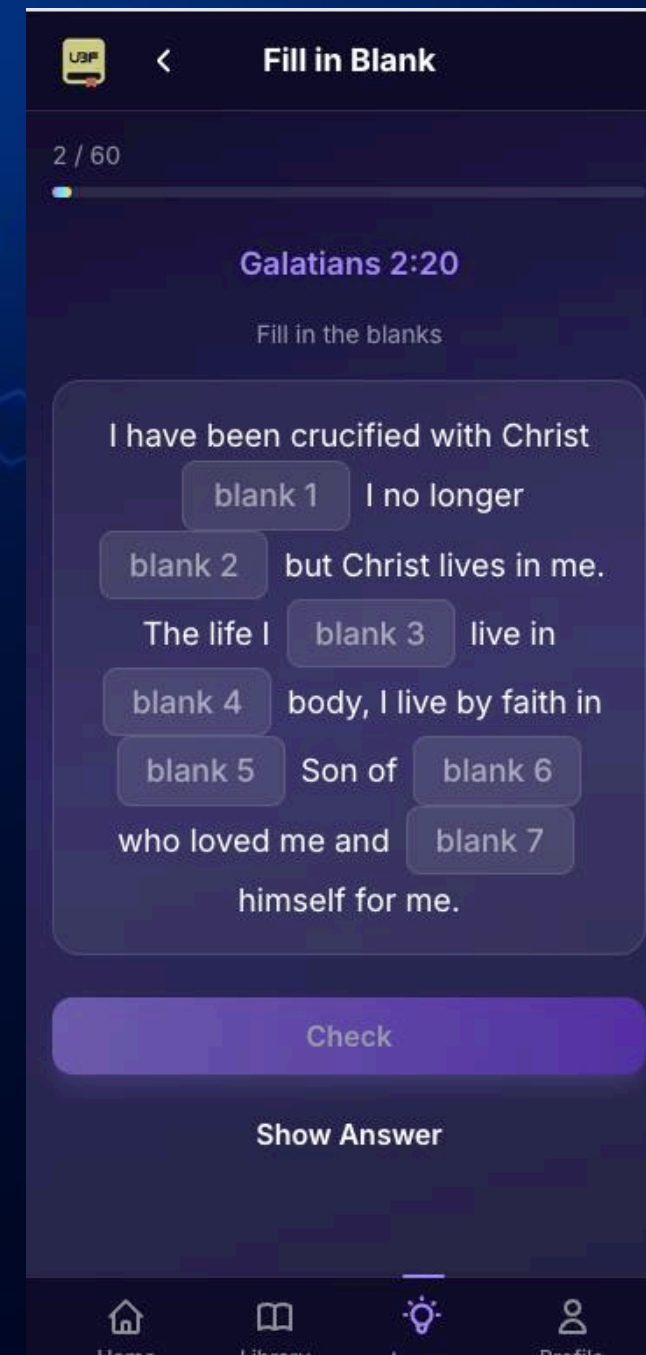 UBF
Fill in Blank
2 / 60
Galatians 2:20
Fill in the blanks
I have been crucified with Christ
blank 1 I no longer
blank 2 but Christ lives in me.
The life I blank 3 live in
blank 4 body, I live by faith in
blank 5 Son of blank 6
who loved me and blank 7
himself for me.
Check
Show Answer
Home Library Profile